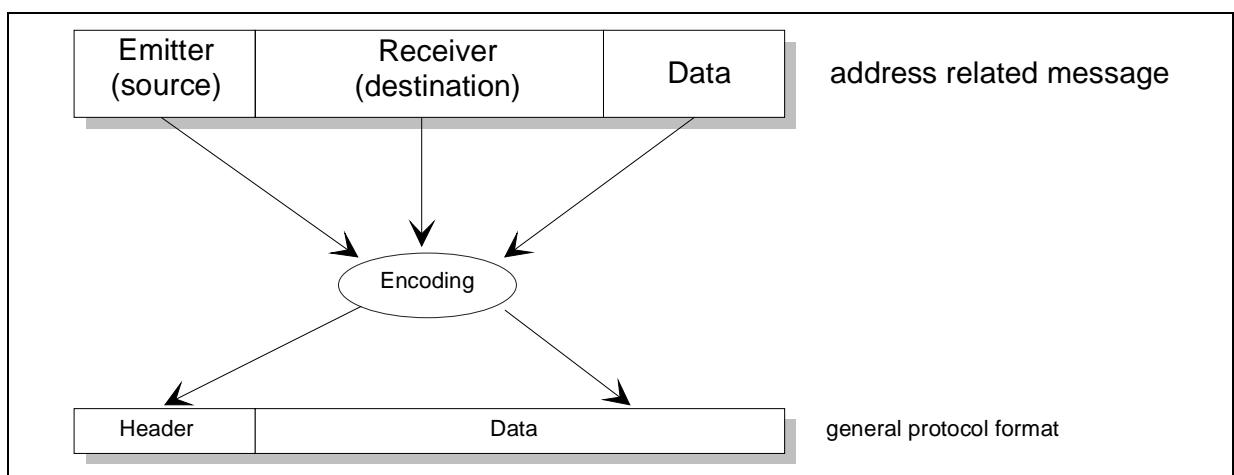 Emitter
(source)
Receiver
(destination)
Data
address related message
Encoding
Header
Data
general protocol format